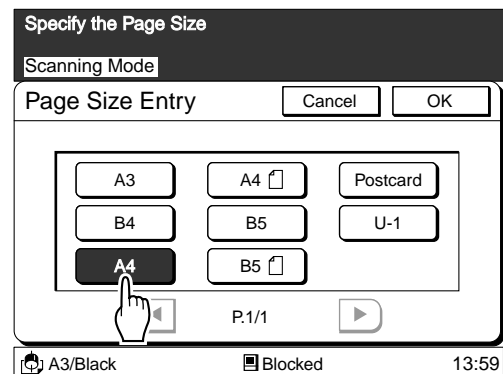 Specify the Page Size
Scanning Mode
Page Size Entry Cancel OK
A3 A4 Postcard
B4 B5 U-1
A4 B5
P.1/1
A3/Black Blocked 13:59